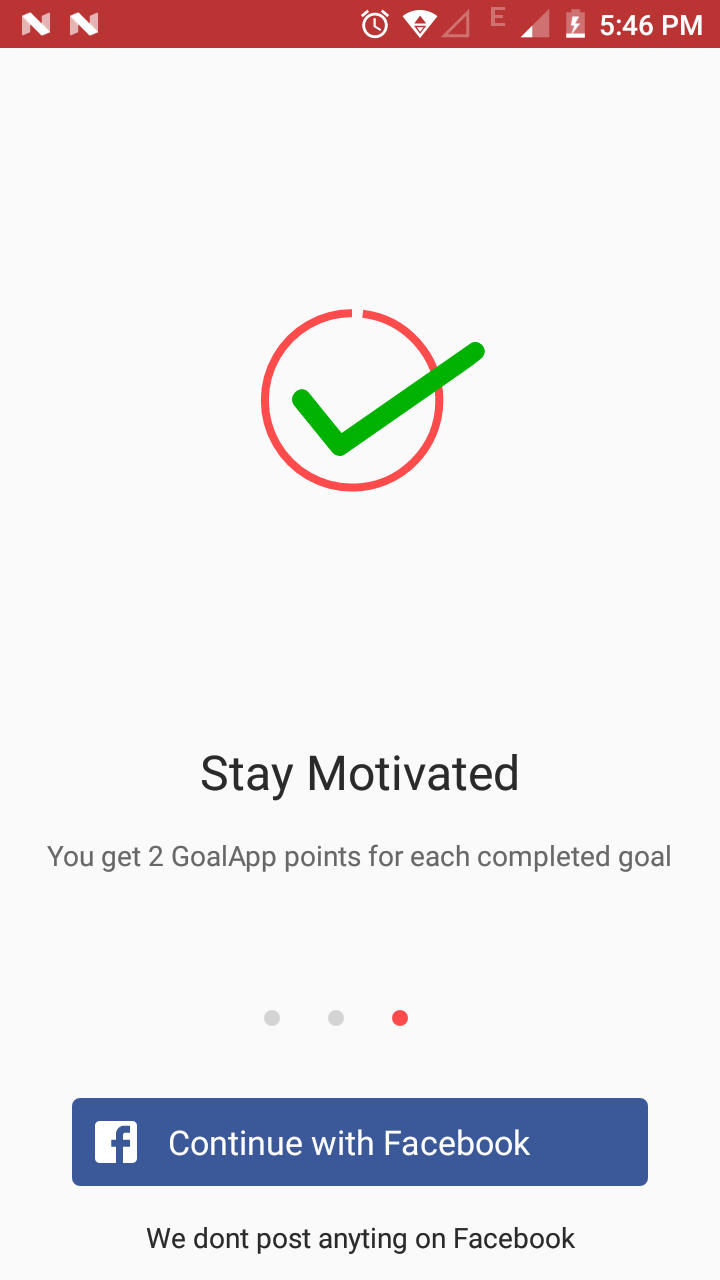 E 5:46 PM
Stay Motivated
You get 2 GoalApp points for each completed goal
Continue with Facebook
We dont post anyting on Facebook